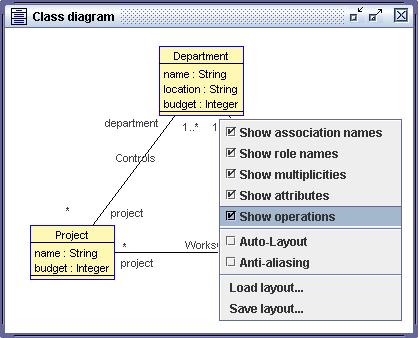 Class diagram
Department
name : String
location : String
budget : Integer
department
1..*
Controls
*
project
Project
name : String
budget : Integer
*
project
Show association names
Show role names
Show multiplicities
Show attributes
Show operations
Auto-Layout
Anti-aliasing
Load layout...
Save layout...